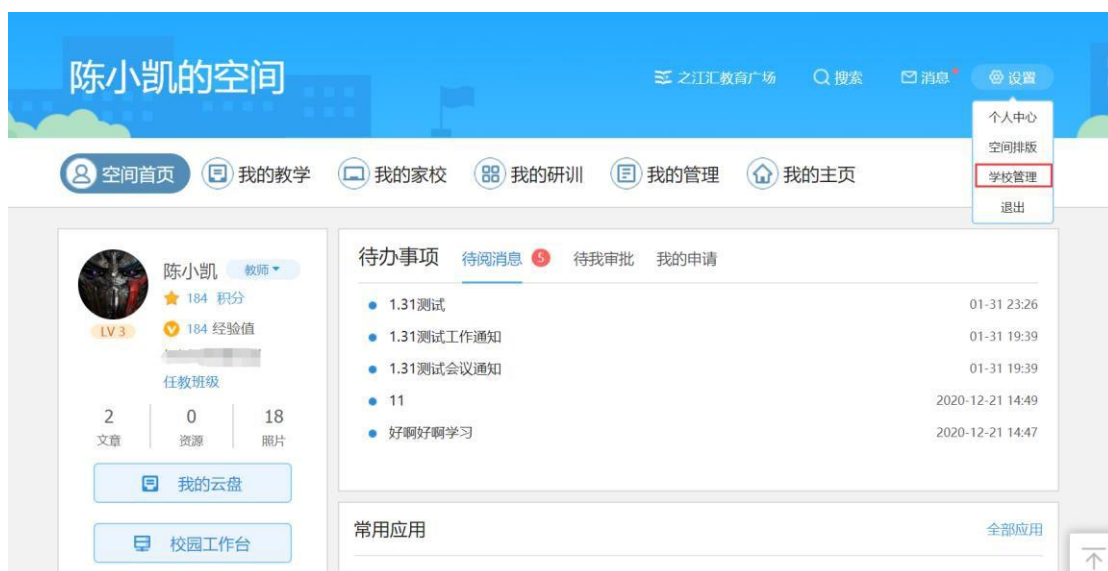 陈小凯的空间
之江汇教育广场 搜索 消息 设置
个人中心
空间排版
学校管理
退出
空间首页 我的教学 我的家校 我的研训 我的管理 我的主页
陈小凯 教师
184 积分
LV 3
184 经验值
任教班级
2 0 18
文章 资源 照片
我的云盘
校园工作台
待办事项 待阅消息 5 待我审批 我的申请
1.31测试 01-31 23:26
1.31测试工作通知 01-31 19:39
1.31测试会议通知 01-31 19:39
11 2020-12-21 14:49
好啊好啊学习 2020-12-21 14:47
常用应用 全部应用